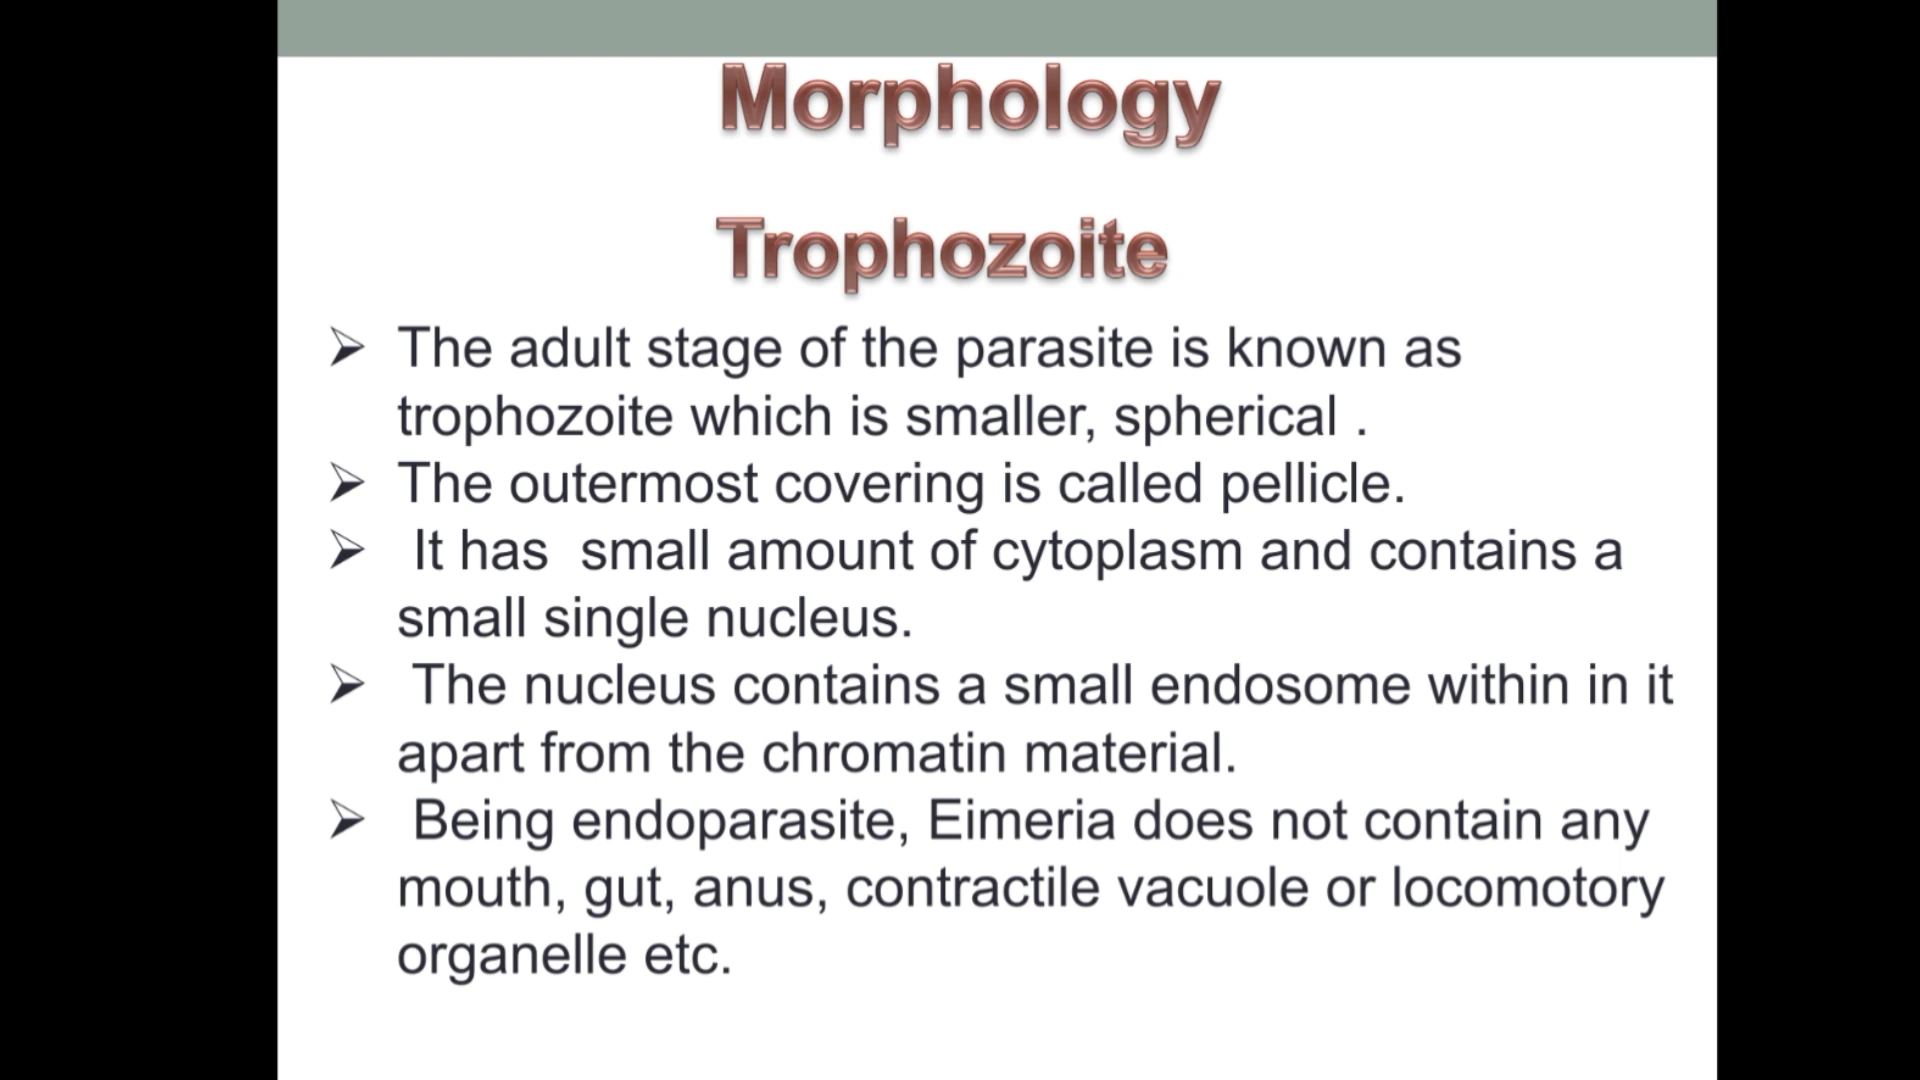 Morphology
Trophozoite
➢ The adult stage of the parasite is known as
trophozoite which is smaller, spherical .
➢ The outermost covering is called pellicle.
➢ It has  small amount of cytoplasm and contains a
small single nucleus.
➢ The nucleus contains a small endosome within in it
apart from the chromatin material.
➢ Being endoparasite, Eimeria does not contain any
mouth, gut, anus, contractile vacuole or locomotory
organelle etc.